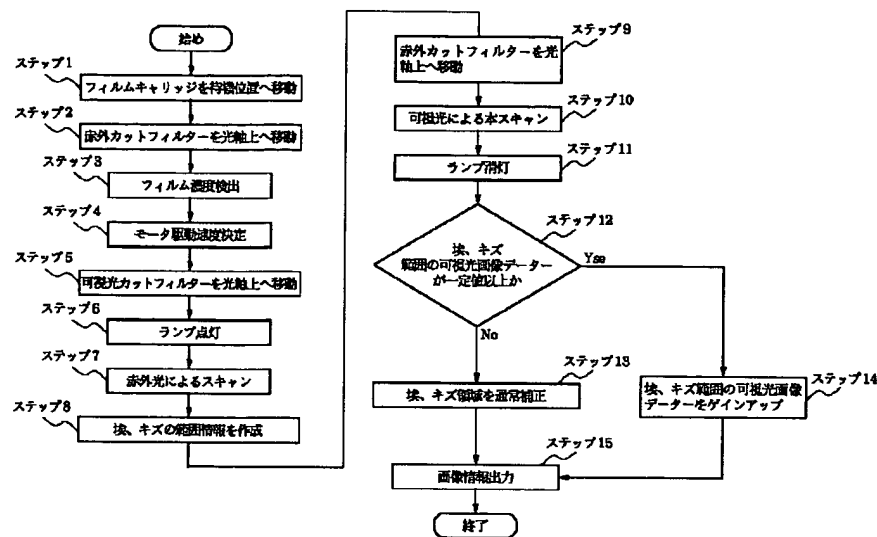 始め
ステップ1
フィルムキャリッジを待機位置へ移動
ステップ2
赤外カットフィルターを光軸上へ移動
ステップ3
フィルム濃度検出
ステップ4
モータ駆動速度決定
ステップ5
可視光カットフィルターを光軸上へ移動
ステップ6
ランプ点灯
ステップ7
赤外光によるスキャン
ステップ8
埃、キズの範囲情報を作成
ステップ9
赤外カットフィルターを光
軸上へ移動
ステップ10
可視光による本スキャン
ステップ11
ランプ消灯
ステップ12
埃、キズ
範囲の可視光画像データー
が一定値以上か
Yse
No
ステップ13
埃、キズ領域を通常補正
ステップ14
埃、キズ範囲の可視光画像
データーをゲインアップ
ステップ15
画像情報出力
終了